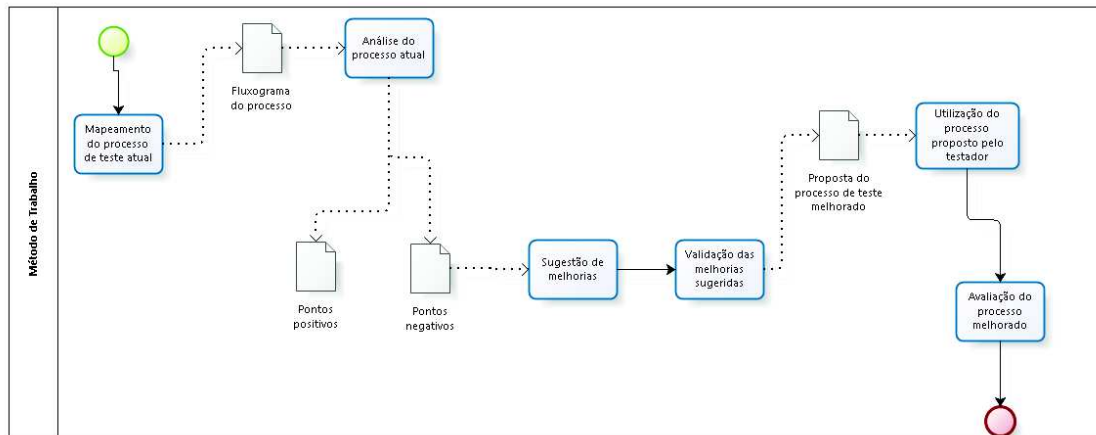 Método de Trabalho
Mapeamento
do processo
de teste atual
Fluxograma
do processo
Análise do
processo atual
Pontos
positivos
Pontos
negativos
Sugestão de
melhorias
Validação das
melhorias
sugeridas
Proposta do
processo de teste
melhorado
Utilização do
processo
proposto pelo
testador
Avaliação do
processo
melhorado